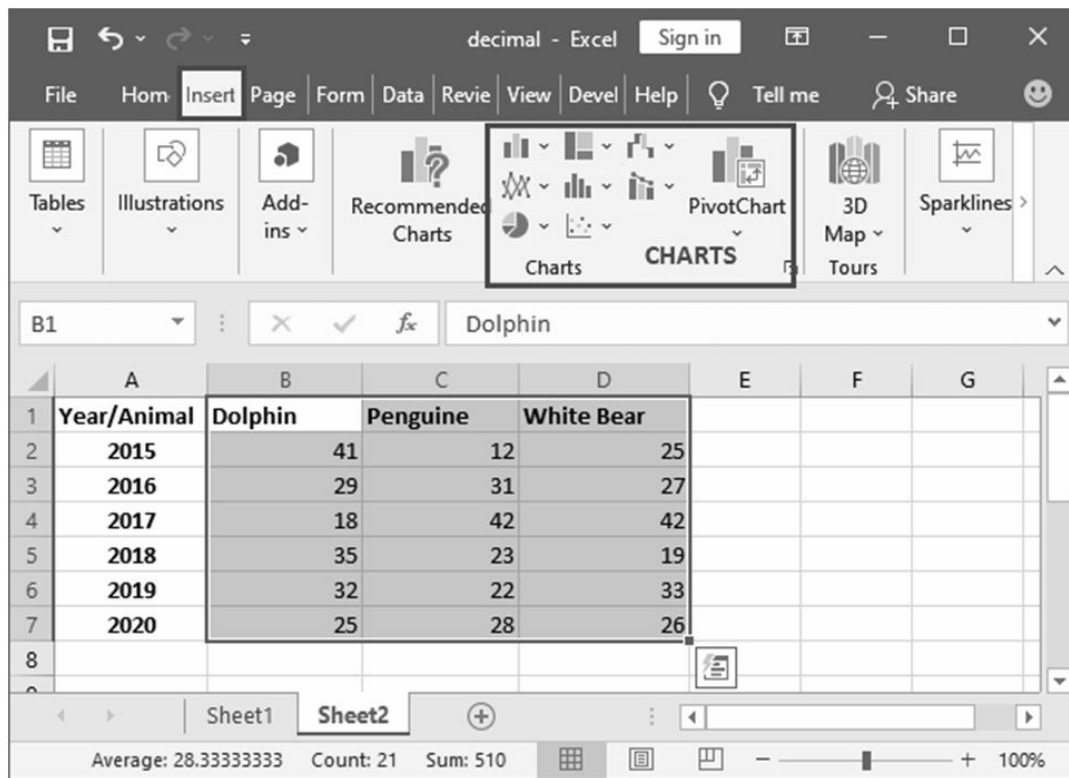 decimal - Excel Sign in
File Hom Insert Page Form Data Revie View Devel Help Tell me Share
Tables Illustrations Add-
ins Recommended
Charts PivotChart 3D
Map Sparklines
Charts CHARTS Tours
B1 fx Dolphin
A B C D E F G
1 Year/Animal Dolphin Penguine White Bear
2 2015 41 12 25
3 2016 29 31 27
4 2017 18 42 42
5 2018 35 23 19
6 2019 32 22 33
7 2020 25 28 26
8
Sheet1 Sheet2
Average: 28.33333333 Count: 21 Sum: 510 100%